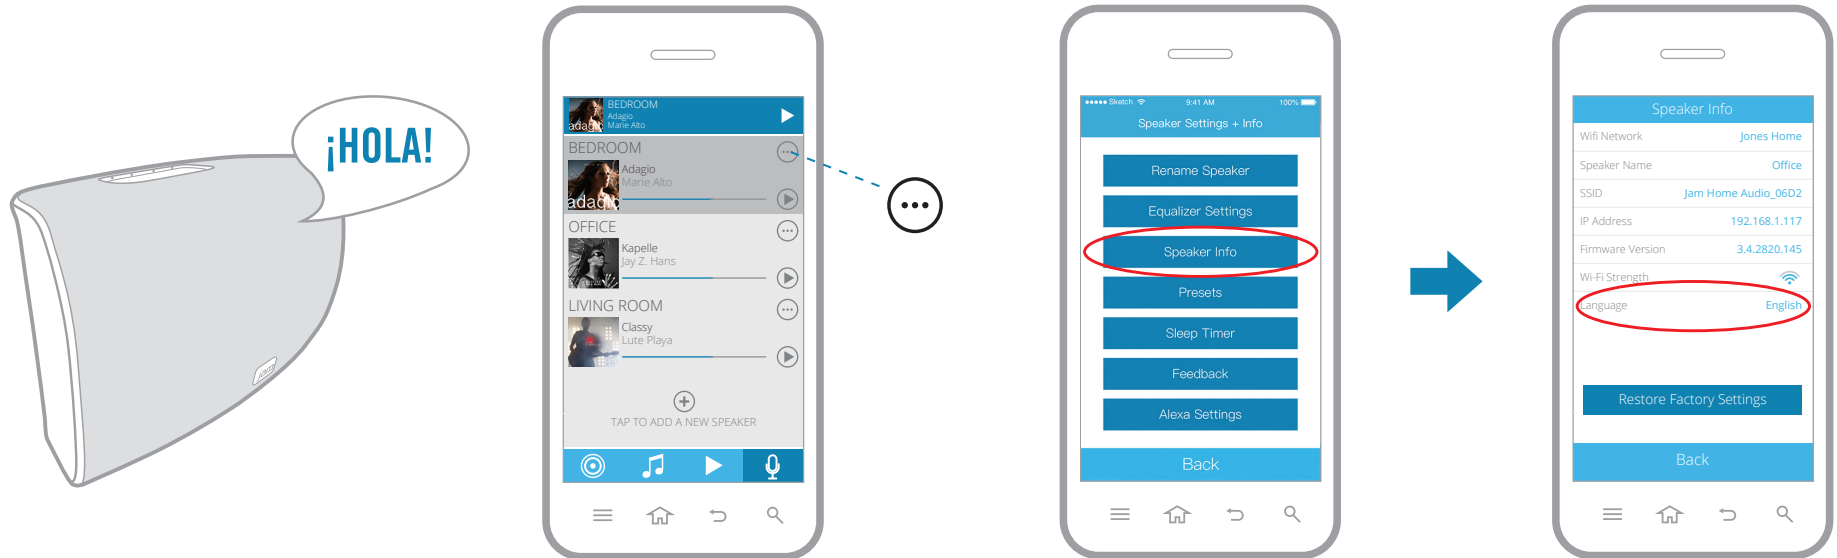 ¡HOLA!
BEDROOM
Adagio
Marie Alto
adagio
BEDROOM
Adagio
Marie Alto
adagio
OFFICE
Kapelle
Jay Z. Hans
LIVING ROOM
Classy
Lute Playa
TAP TO ADD A NEW SPEAKER
Sketch 9:41 AM 100%
Speaker Settings + Info
Rename Speaker
Equalizer Settings
Speaker Info
Presets
Sleep Timer
Feedback
Alexa Settings
Back
Speaker Info
Wifi Network Jones Home
Speaker Name Office
SSID Jam Home Audio_06D2
IP Address 192.168.1.117
Firmware Version 3.4.2820.145
Wi-Fi Strength
Language English
Restore Factory Settings
Back